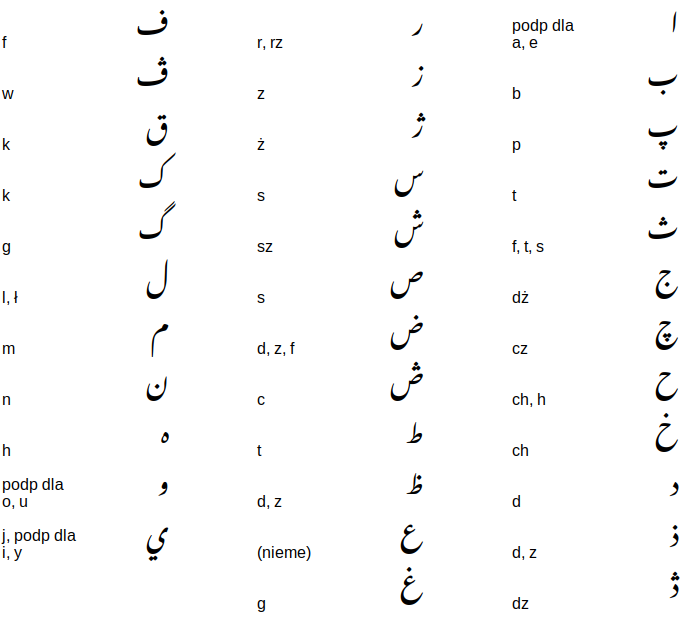 f ف
w ڤ
k ق
k ک
g گ
l, ł ل
m م
n ن
h ه
podp dla
o, u و
j, podp dla
i, y ي
r, rz ر
z ز
ż ژ
s س
sz ش
s ص
d, z, f ض
c ڞ
t ط
d, z ظ
(nieme) ع
g غ
podp dla
a, e ا
b ب
p پ
t ت
f, t, s ث
dż ج
cz چ
ch, h ح
ch خ
d د
d, z ذ
dz ڎ